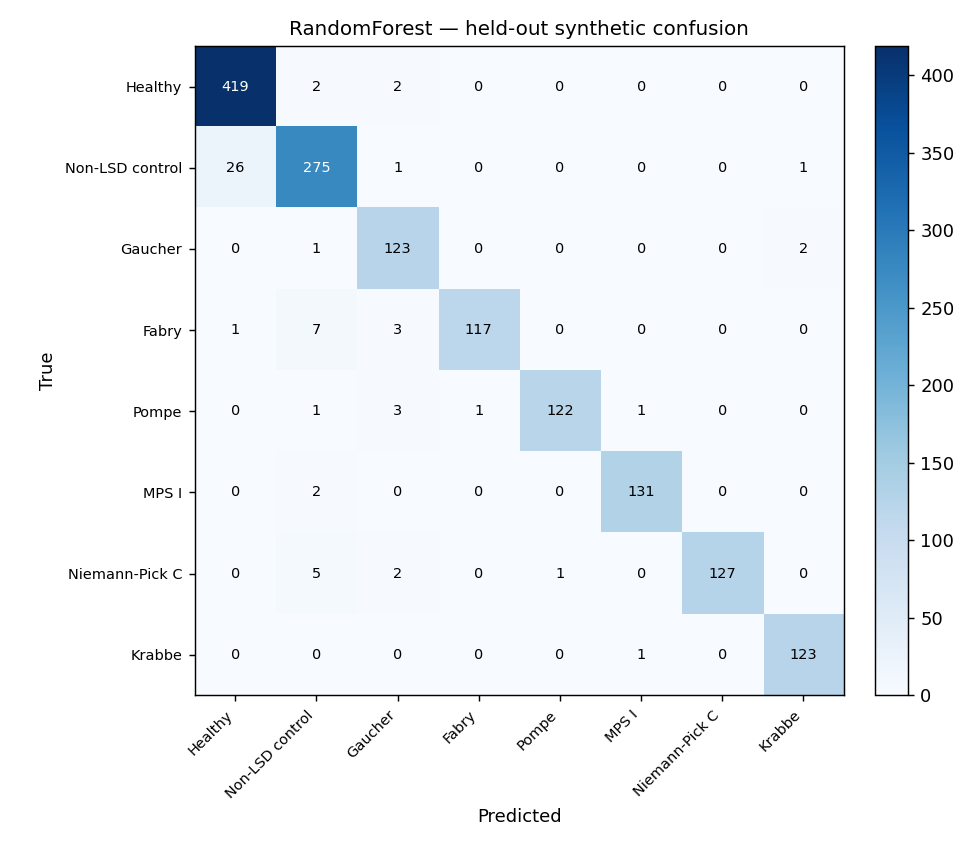 RandomForest — held-out synthetic confusion
Healthy 419 2 2 0 0 0 0 0
Non-LSD control 26 275 1 0 0 0 0 1
Gaucher 0 1 123 0 0 0 0 2
Fabry 1 7 3 117 0 0 0 0
Pompe 0 1 3 1 122 1 0 0
MPS I 0 2 0 0 0 131 0 0
Niemann-Pick C 0 5 2 0 1 0 127 0
Krabbe 0 0 0 0 0 1 0 123
True
Healthy
Non-LSD control
Gaucher
Fabry
Pompe
MPS I
Niemann-Pick C
Krabbe
Predicted
400
350
300
250
200
150
100
50
0